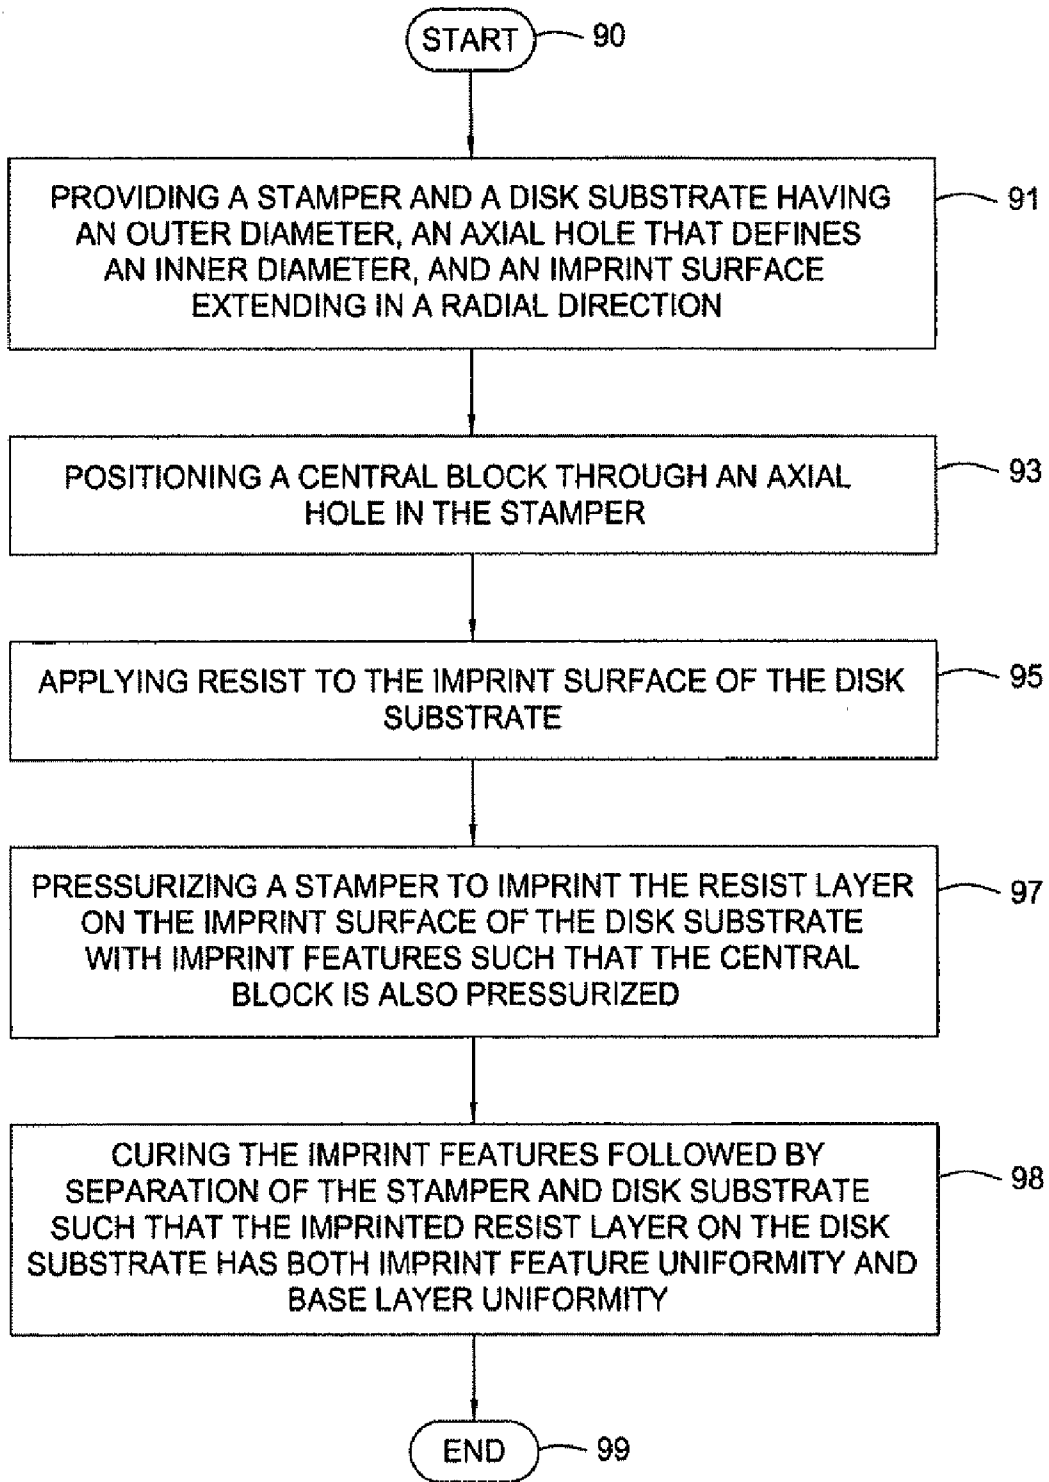 START
90
PROVIDING A STAMPER AND A DISK SUBSTRATE HAVING
AN OUTER DIAMETER, AN AXIAL HOLE THAT DEFINES
AN INNER DIAMETER, AND AN IMPRINT SURFACE
EXTENDING IN A RADIAL DIRECTION
91
POSITIONING A CENTRAL BLOCK THROUGH AN AXIAL
HOLE IN THE STAMPER
93
APPLYING RESIST TO THE IMPRINT SURFACE OF THE DISK
SUBSTRATE
95
PRESSURIZING A STAMPER TO IMPRINT THE RESIST LAYER
ON THE IMPRINT SURFACE OF THE DISK SUBSTRATE
WITH IMPRINT FEATURES SUCH THAT THE CENTRAL
BLOCK IS ALSO PRESSURIZED
97
CURING THE IMPRINT FEATURES FOLLOWED BY
SEPARATION OF THE STAMPER AND DISK SUBSTRATE
SUCH THAT THE IMPRINTED RESIST LAYER ON THE DISK
SUBSTRATE HAS BOTH IMPRINT FEATURE UNIFORMITY AND
BASE LAYER UNIFORMITY
98
END
99